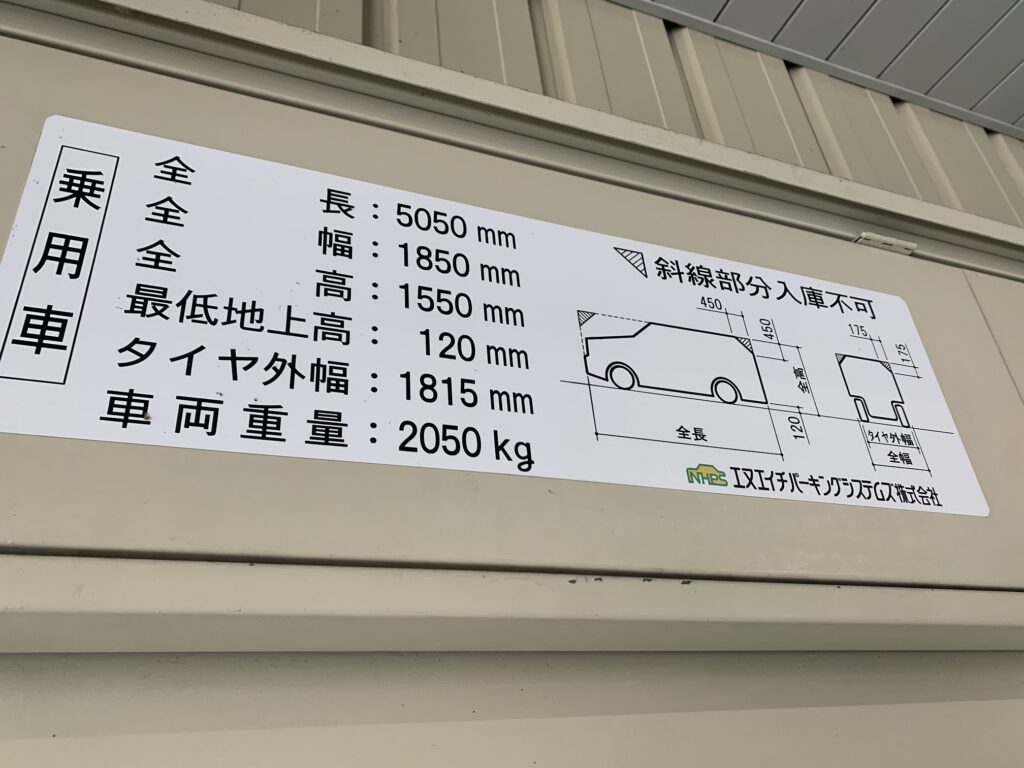 乗用車
全長：5050 mm
全幅：1850 mm
全高：1550 mm
最低地上高：120 mm
タイヤ外幅：1815 mm
車両重量：2050 kg
斜線部分入庫不可
450
450
175
175
全高
120
全長
タイヤ外幅
全幅
NHPS エヌエイチパーキングシステムズ株式会社